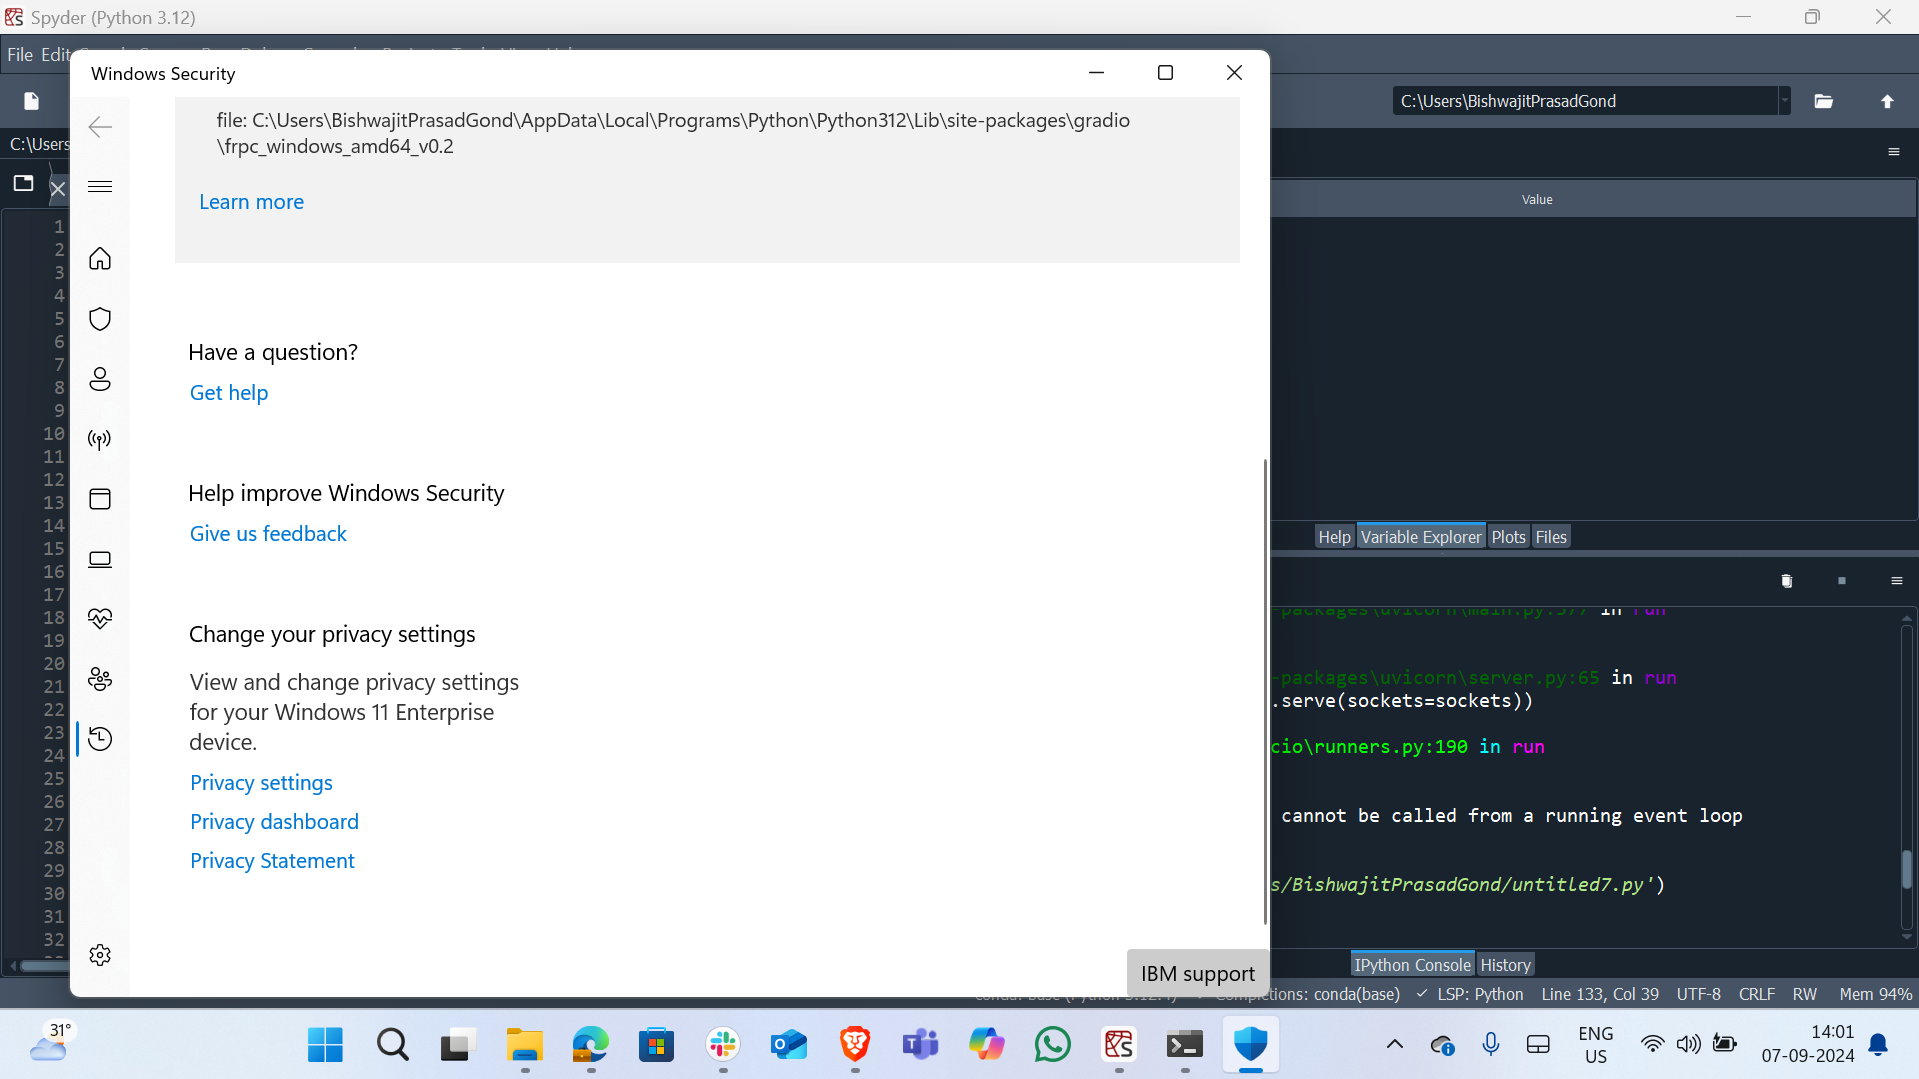 Spyder (Python 3.12)
File Edit
Windows Security
C:\Users\BishwajitPrasadGond
C:\Users
file: C:\Users\BishwajitPrasadGond\AppData\Local\Programs\Python\Python312\Lib\site-packages\gradio
\frpc_windows_amd64_v0.2
Learn more
Value
Have a question?
Get help
Help improve Windows Security
Give us feedback
Change your privacy settings
View and change privacy settings
for your Windows 11 Enterprise
device.
Privacy settings
Privacy dashboard
Privacy Statement
IBM support
1
2
3
4
5
6
7
8
9
10
11
12
13
14
15
16
17
18
19
20
21
22
23
24
25
26
27
28
29
30
31
32
Help Variable Explorer Plots Files
-packages\uvicorn\main.py:577 in run
-packages\uvicorn\server.py:65 in run
.serve(sockets=sockets))
cio\runners.py:190 in run
cannot be called from a running event loop
s/BishwajitPrasadGond/untitled7.py')
IPython Console History
conda(base) LSP: Python Line 133, Col 39 UTF-8 CRLF RW Mem 94%
31°
ENG
US
14:01
07-09-2024